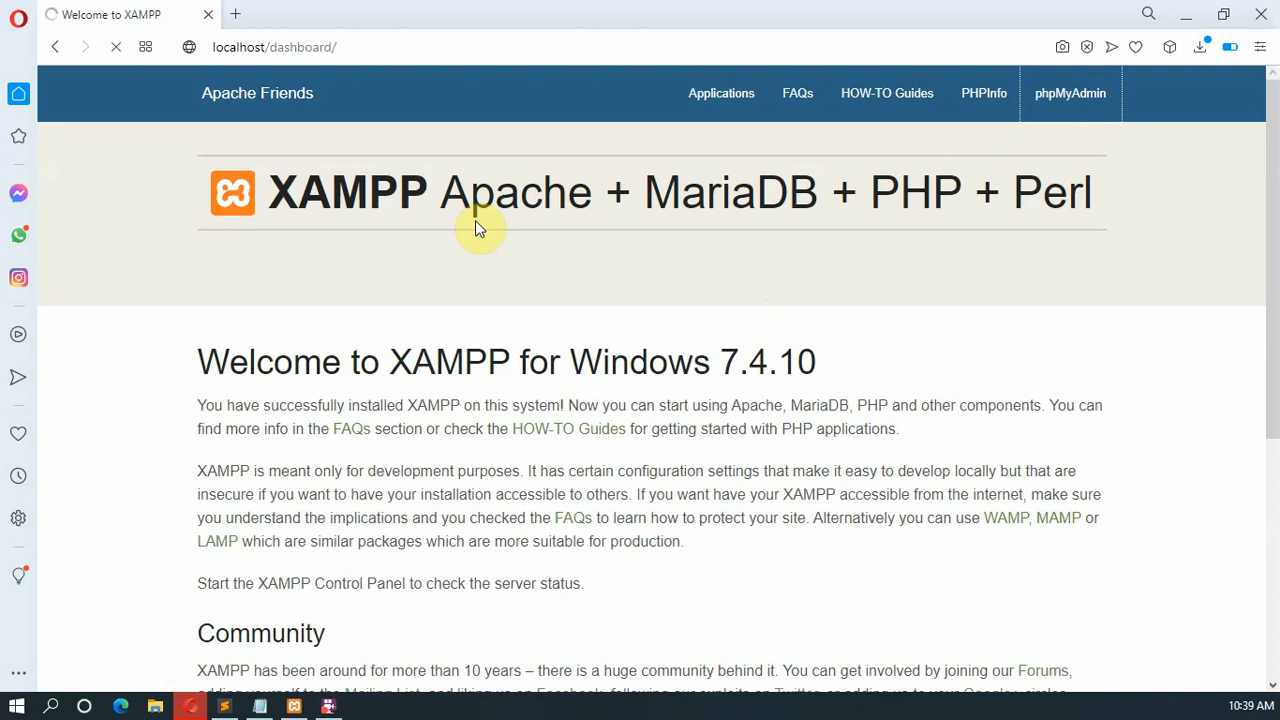 Welcome to XAMPP
localhost/dashboard/
Apache Friends
Applications
FAQs
HOW-TO Guides
PHPInfo
phpMyAdmin
XAMPP Apache + MariaDB + PHP + Perl
Welcome to XAMPP for Windows 7.4.10
You have successfully installed XAMPP on this system! Now you can start using Apache, MariaDB, PHP and other components. You can
find more info in the FAQs section or check the HOW-TO Guides for getting started with PHP applications.
XAMPP is meant only for development purposes. It has certain configuration settings that make it easy to develop locally but that are
insecure if you want to have your installation accessible to others. If you want have your XAMPP accessible from the internet, make sure
you understand the implications and you checked the FAQs to learn how to protect your site. Alternatively you can use WAMP, MAMP or
LAMP which are similar packages which are more suitable for production.
Start the XAMPP Control Panel to check the server status.
Community
XAMPP has been around for more than 10 years – there is a huge community behind it. You can get involved by joining our Forums,
10:39 AM